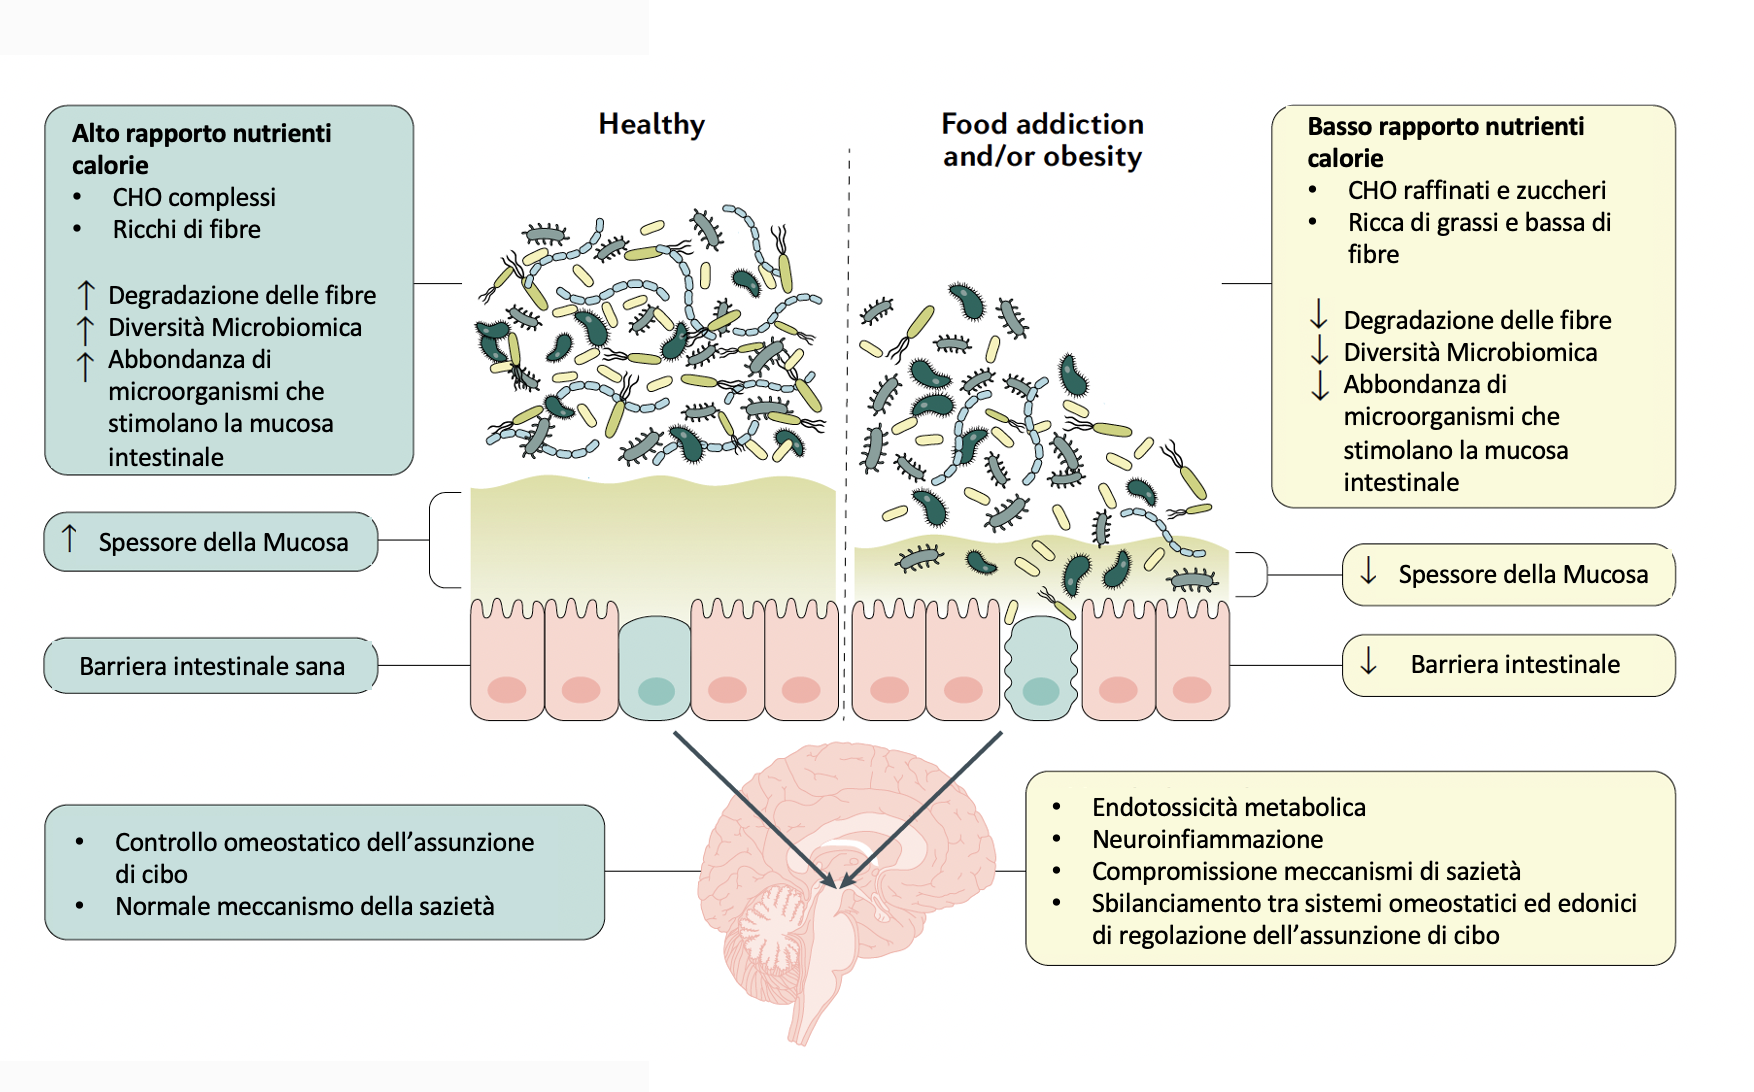 Healthy
Food addiction
and/or obesity
Alto rapporto nutrienti
calorie
• CHO complessi
• Ricchi di fibre
↑ Degradazione delle fibre
↑ Diversità Microbiomica
↑ Abbondanza di
microorganismi che
stimolano la mucosa
intestinale
↑ Spessore della Mucosa
Barriera intestinale sana
• Controllo omeostatico dell’assunzione
di cibo
• Normale meccanismo della sazietà
Basso rapporto nutrienti
calorie
• CHO raffinati e zuccheri
• Ricca di grassi e bassa di
fibre
↓ Degradazione delle fibre
↓ Diversità Microbiomica
↓ Abbondanza di
microorganismi che
stimolano la mucosa
intestinale
↓ Spessore della Mucosa
↓ Barriera intestinale
• Endotossicità metabolica
• Neuroinfiammazione
• Compromissione meccanismi di sazietà
• Sbilanciamento tra sistemi omeostatici ed edonici
di regolazione dell’assunzione di cibo